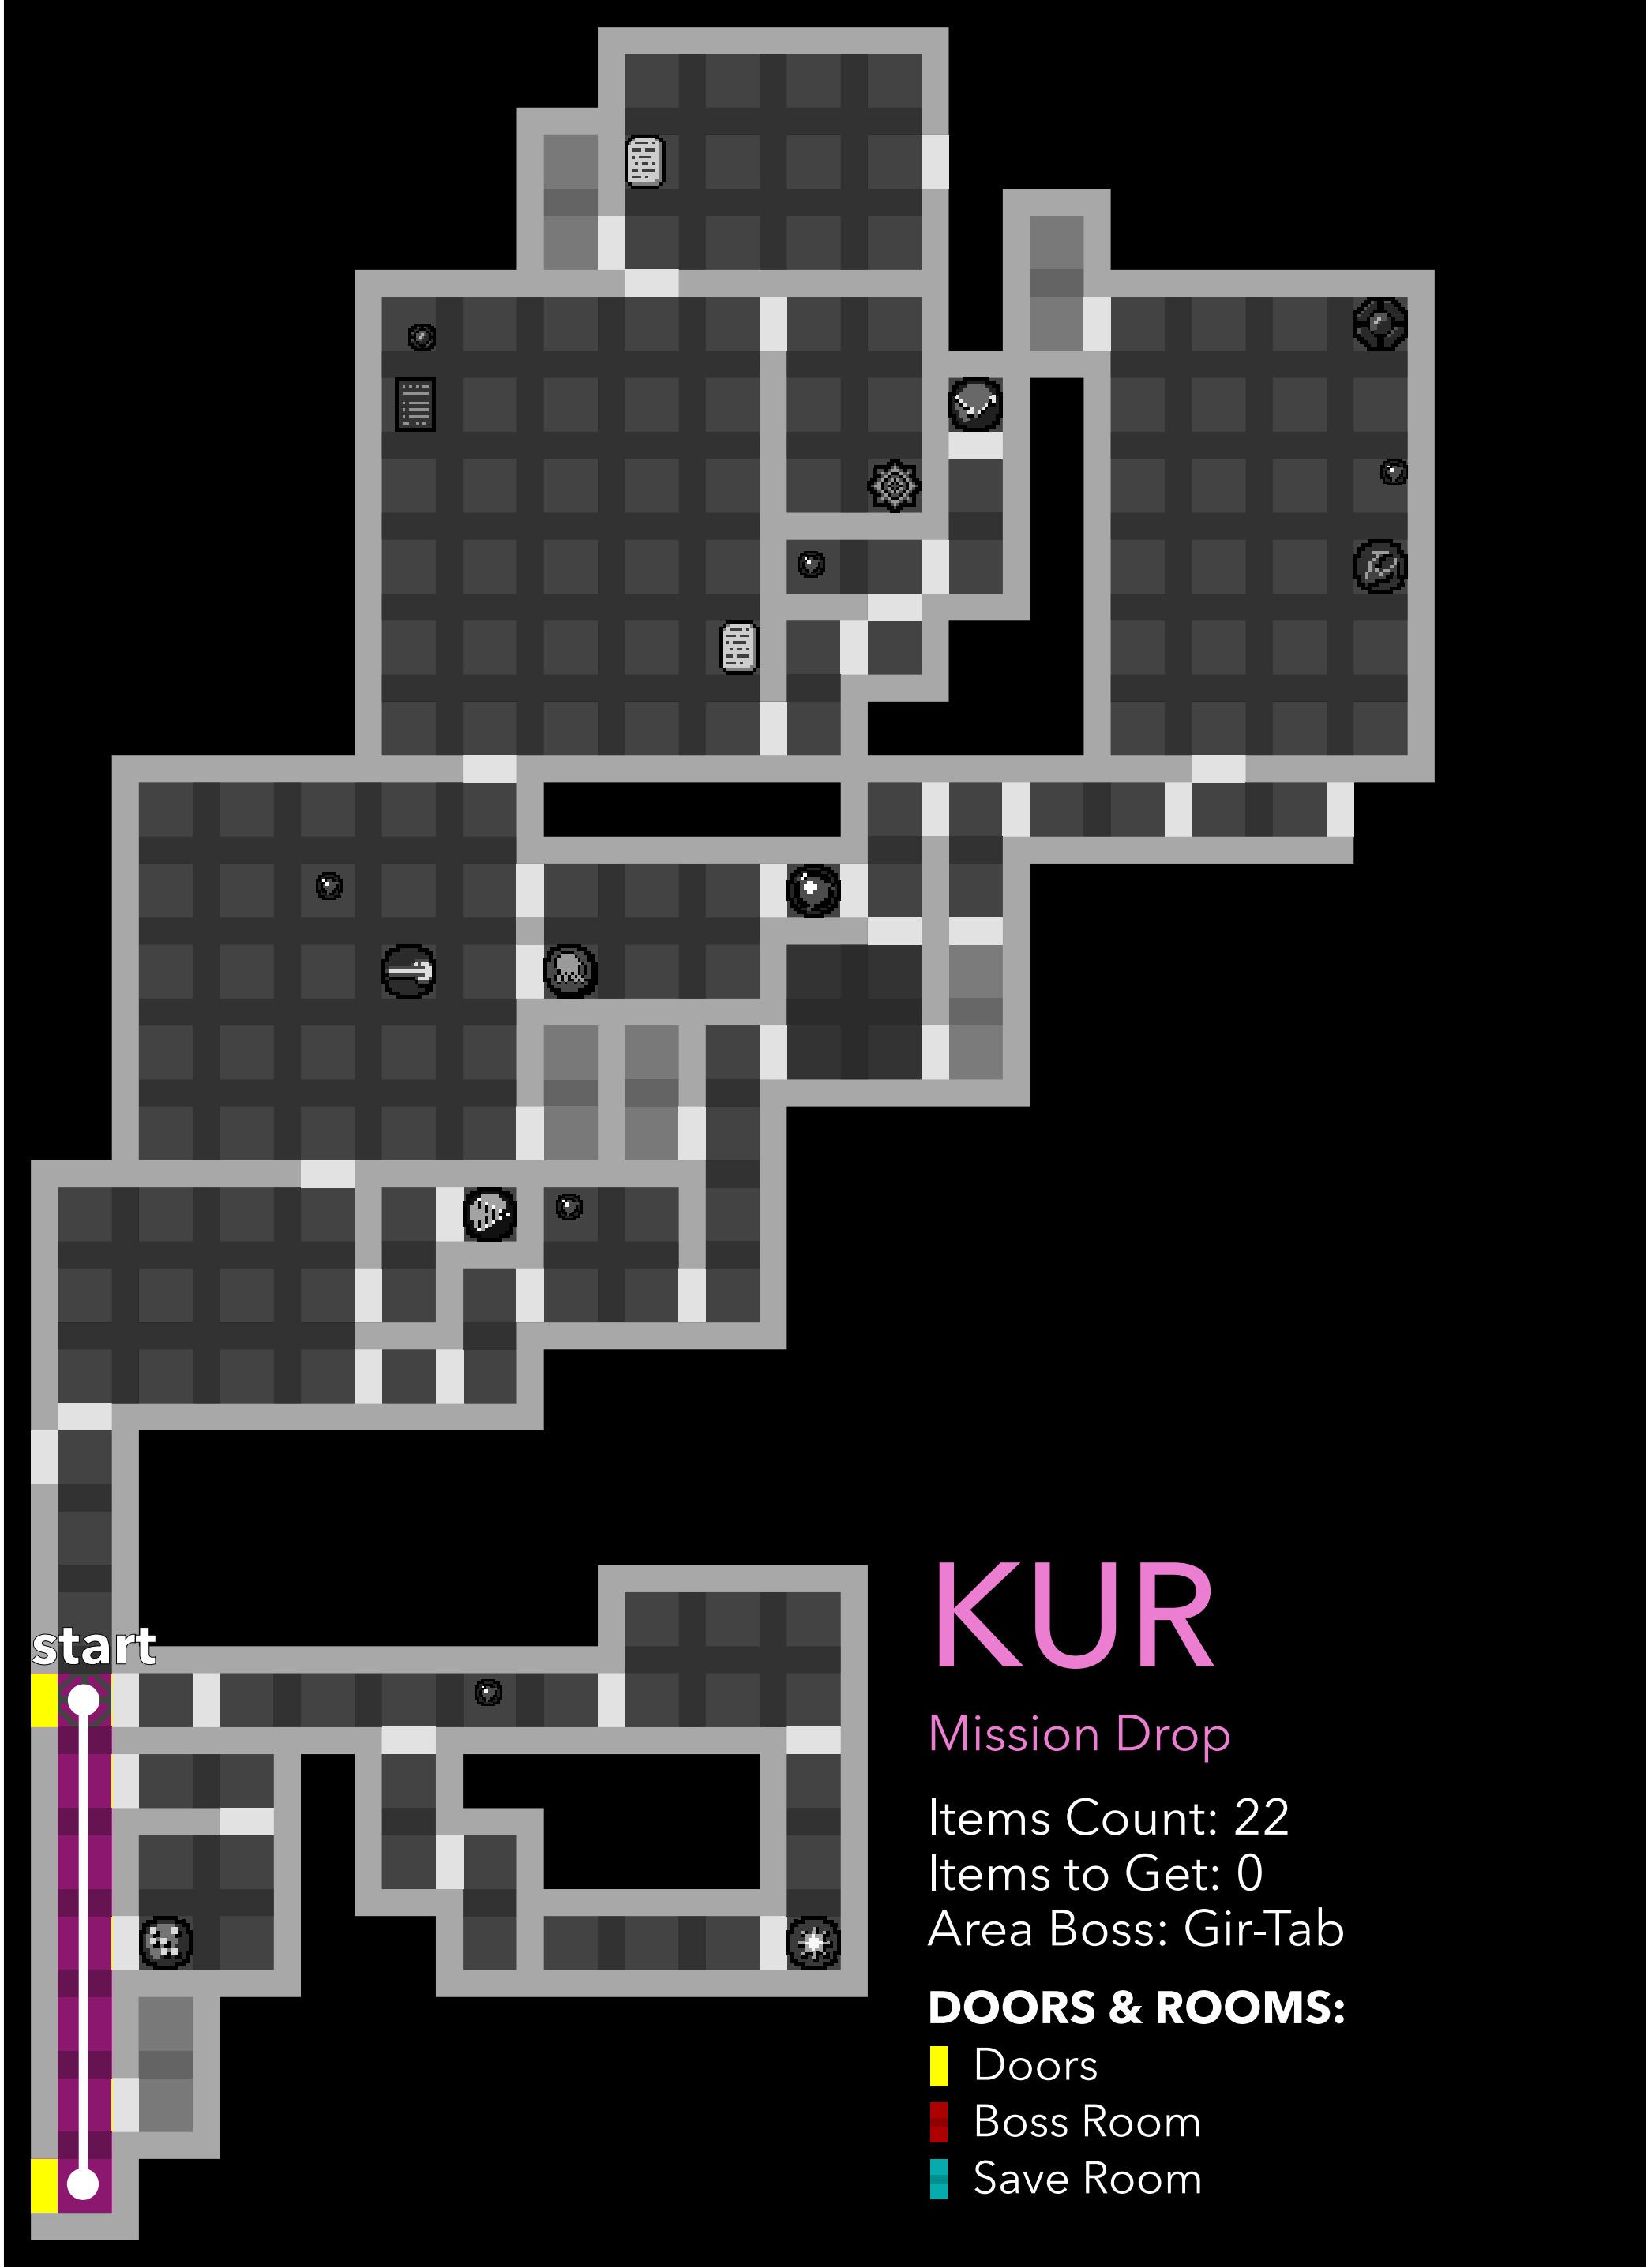 start
KUR
Mission Drop
Items Count: 22
Items to Get: 0
Area Boss: Gir-Tab
DOORS & ROOMS:
Doors
Boss Room
Save Room